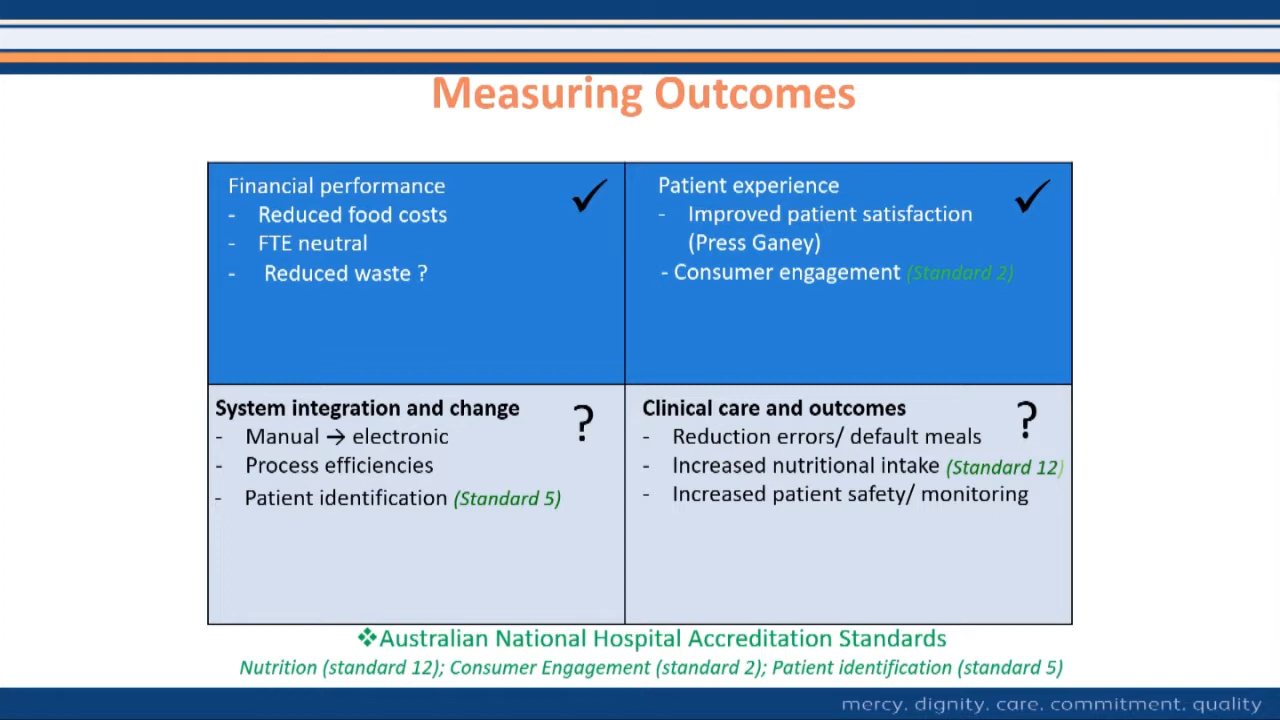 Measuring Outcomes
Financial performance ✓
- Reduced food costs
- FTE neutral
- Reduced waste ?
Patient experience ✓
- Improved patient satisfaction
(Press Ganey)
- Consumer engagement (Standard 2)
System integration and change ?
- Manual → electronic
- Process efficiencies
- Patient identification (Standard 5)
Clinical care and outcomes ?
- Reduction errors/ default meals
- Increased nutritional intake (Standard 12)
- Increased patient safety/ monitoring
❖Australian National Hospital Accreditation Standards
Nutrition (standard 12); Consumer Engagement (standard 2); Patient identification (standard 5)
mercy, dignity, care, commitment, quality